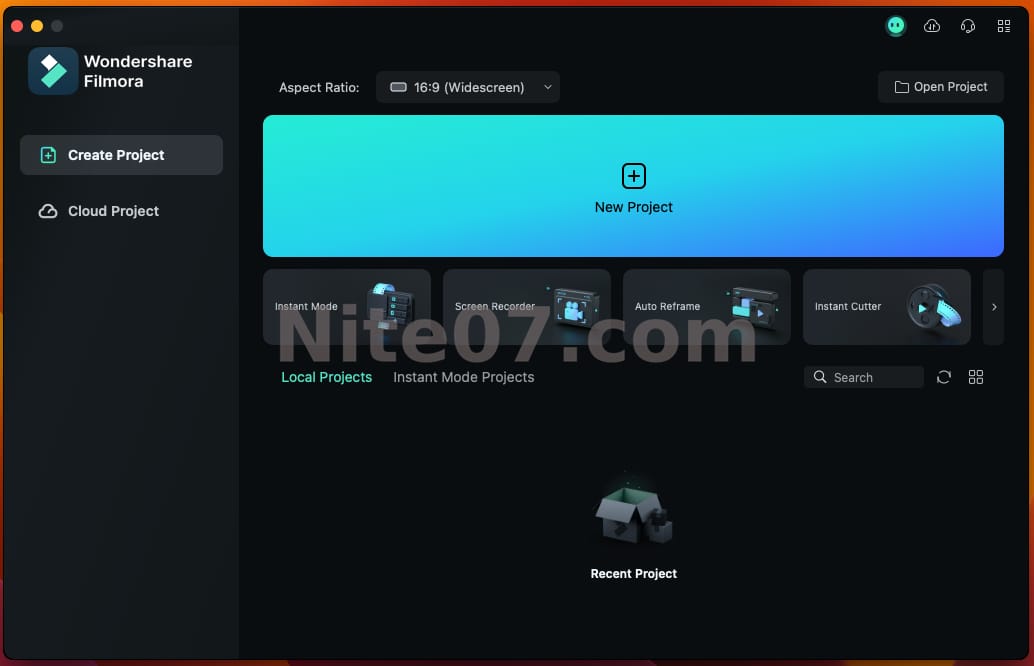 Wondershare
Filmora
Create Project
Cloud Project
Aspect Ratio: 16:9 (Widescreen)
Open Project
New Project
Instant Mode
Screen Recorder
Auto Reframe
Instant Cutter
Nite07.com
Local Projects
Instant Mode Projects
Search
Recent Project